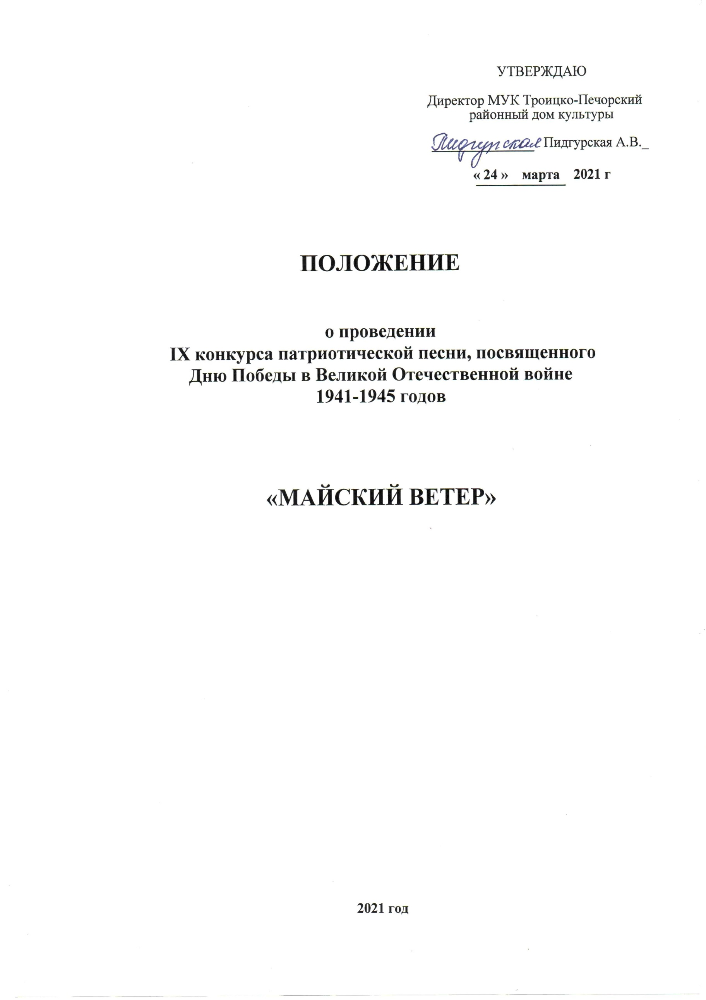 УТВЕРЖДАЮ
Директор МУК Троицко-Печорский
районный дом культуры
Пидгурская Пидгурская А.В._
« 24 » марта 2021 г
ПОЛОЖЕНИЕ
о проведении
IX конкурса патриотической песни, посвященного
Дню Победы в Великой Отечественной войне
1941-1945 годов
«МАЙСКИЙ ВЕТЕР»
2021 год